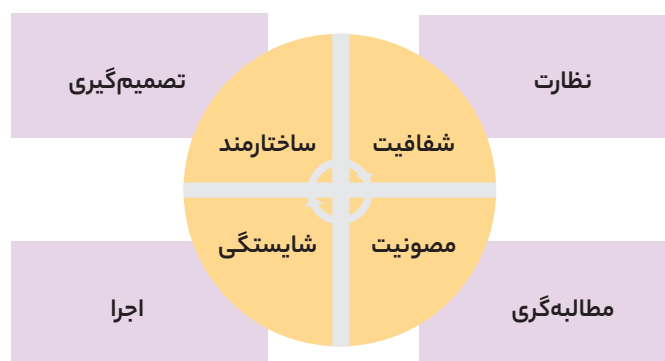 نظارت
تصمیم‌گیری
شفافیت
ساختارمند
مصونیت
شایستگی
مطالبه‌گری
اجرا